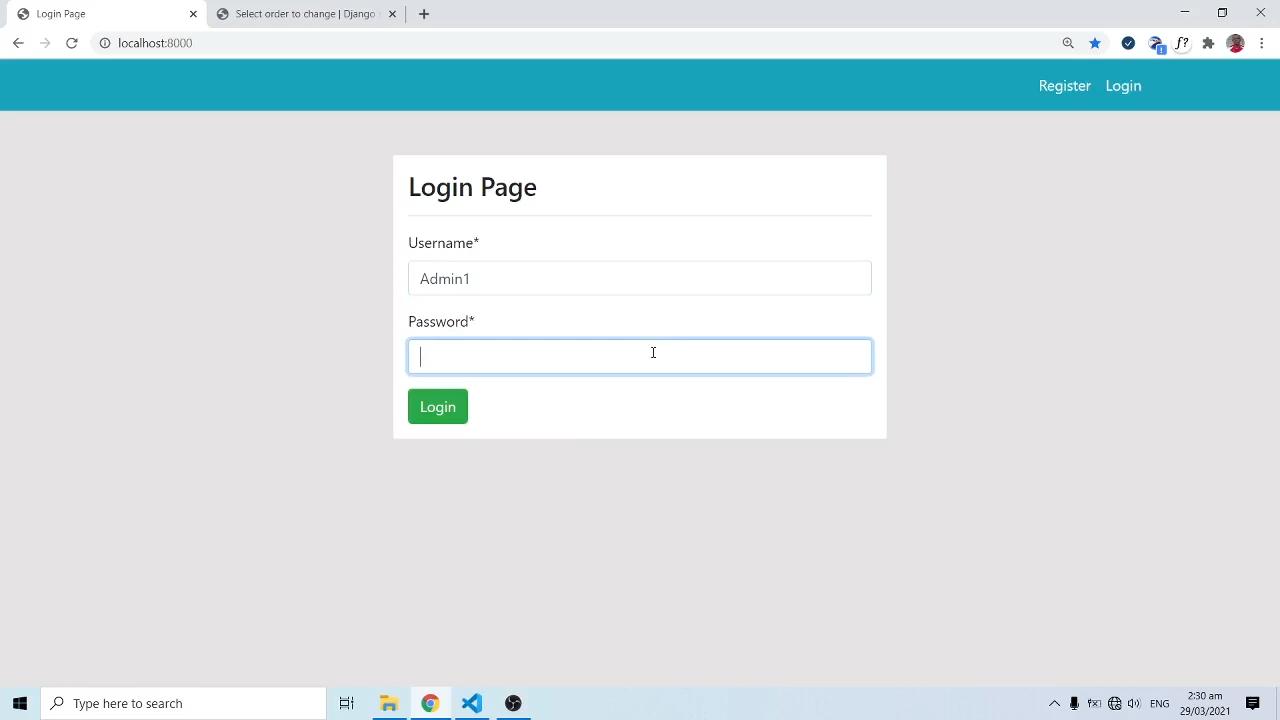 Login Page
Select order to change | Django
localhost:8000
f?
Register Login
Login Page
Username*
Admin1
Password*
Login
Type here to search
ENG
2:30 am
29/03/2021